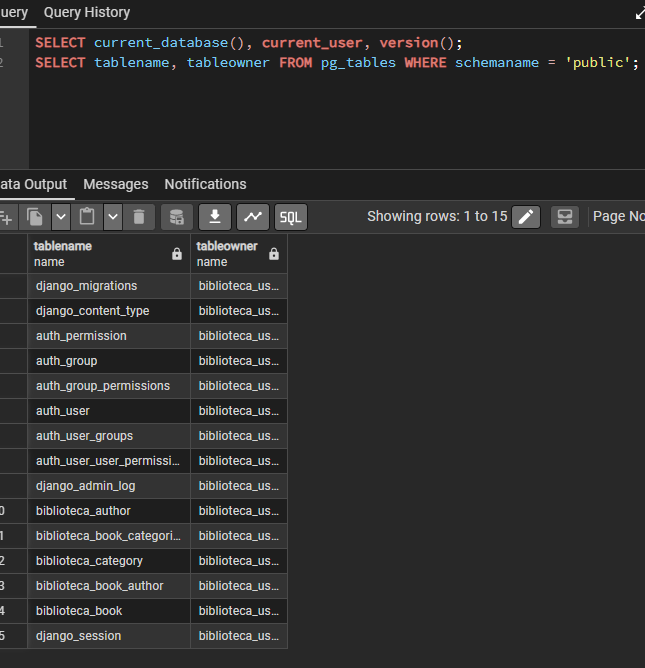 uery Query History
1 SELECT current_database(), current_user, version();
2 SELECT tablename, tableowner FROM pg_tables WHERE schemaname = 'public';
ata Output Messages Notifications
SQL Showing rows: 1 to 15 Page No
tablename tableowner
name name
django_migrations biblioteca_us...
django_content_type biblioteca_us...
auth_permission biblioteca_us...
auth_group biblioteca_us...
auth_group_permissions biblioteca_us...
auth_user biblioteca_us...
auth_user_groups biblioteca_us...
auth_user_user_permissi... biblioteca_us...
django_admin_log biblioteca_us...
0 biblioteca_author biblioteca_us...
1 biblioteca_book_categori... biblioteca_us...
2 biblioteca_category biblioteca_us...
3 biblioteca_book_author biblioteca_us...
4 biblioteca_book biblioteca_us...
5 django_session biblioteca_us...